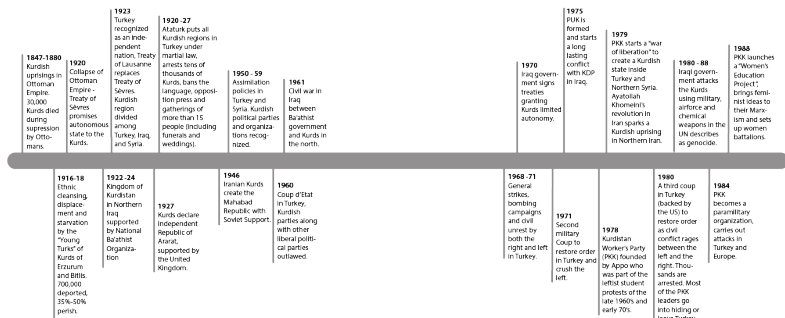 1847-1880
Kurdish
uprisings in
Ottoman
Empire.
30,000
Kurds died
during
supression
by Otto-
mans.
1920
Collapse of
Ottoman
Empire -
Treaty of
Sèvres
promises
autonomous
state to the
Kurds.
1923
Turkey
recognized
as an inde-
pendent
nation, Treaty
of Lausanne
replaces
Treaty of
Sèvres.
Kurdish
region
divided
among
Turkey, Iraq,
and Syria.
1920 -27
Ataturk puts all
Kurdish regions in
Turkey under
martial law,
arrests tens of
thousands of
Kurds, bans the
language, opposi-
tion press and
gatherings of
more than 15
people (including
funerals and
weddings).
1950 - 59
Assimilation
policies in
Turkey and
Syria. Kurdish
political parties
and organiza-
tions recog-
nized.
1961
Civil war in
Iraq
between
Ba'athist
government
and Kurds in
the north.
1970
Iraq govern-
ment signs
treaties
granting
Kurds limited
autonomy.
1975
PUK is
formed
and starts
a long
lasting
conflict
with KDP
in Iraq.
1979
PKK starts a "war
of liberation" to
create a Kurdish
state inside
Turkey and
Northern Syria.
Ayatollah
Khomeini's
revolution in
Iran sparks a
Kurdish uprising
in Northern Iran.
1980 - 88
Iraqi govern-
ment attacks
the Kurds
using military,
airforce and
chemical
weapons in the
UN describes
as genocide.
1988
PKK launches
a "Women's
Education
Project",
brings femi-
nist ideas to
their Marx-
ism and sets
up women
battalions.
1916-18
Ethnic
cleansing,
displace-
ment and
starvation
by the
"Young
Turks" of
Kurds of
Erzurum
and Bitlis.
700,000
deported,
35%-50%
perish.
1922 -24
Kingdom of
Kurdistan
in Northern
Iraq
supported
by National
Ba'athist
Organiza-
tion
1927
Kurds declare
independent
Republic of
Ararat,
supported by
the United
Kingdom.
1946
Iranian Kurds
create the
Mahabad
Republic with
Soviet Support.
1960
Coup d'Etat
in Turkey,
Kurdish
parties along
with other
liberal politi-
cal parties
outlawed.
1968 -71
General
strikes,
bombing
campaigns
and civil
unrest by
both the
right and left
in Turkey.
1971
Second
military
Coup to
restore order
in Turkey and
crush the
left.
1978
Kurdistan
Worker's Party
(PKK) founded
by Appo who
was part of the
leftist student
protests of the
late 1960's and
early 70's.
1980
A third coup
in Turkey
(backed by
the US) to
restore order
as civil
conflict rages
between the
left and the
right. Thou-
sands are
arrested. Most
of the PKK
leaders go
into hiding or
1984
PKK
becomes a
paramilitary
organization,
carries out
attacks in
Turkey and
Europe.